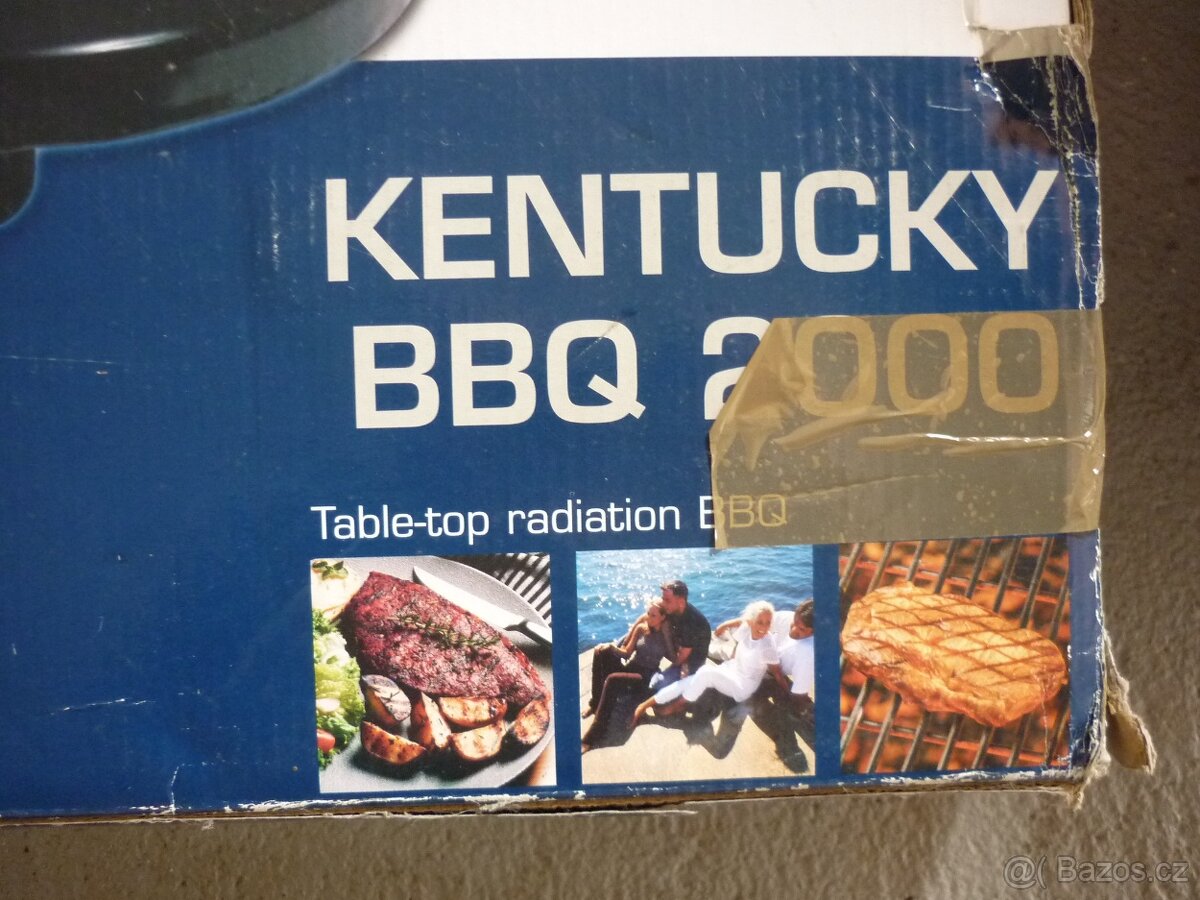 KENTUCKY
BBQ 2000
Table-top radiation BBQ
@( Bazos.cz